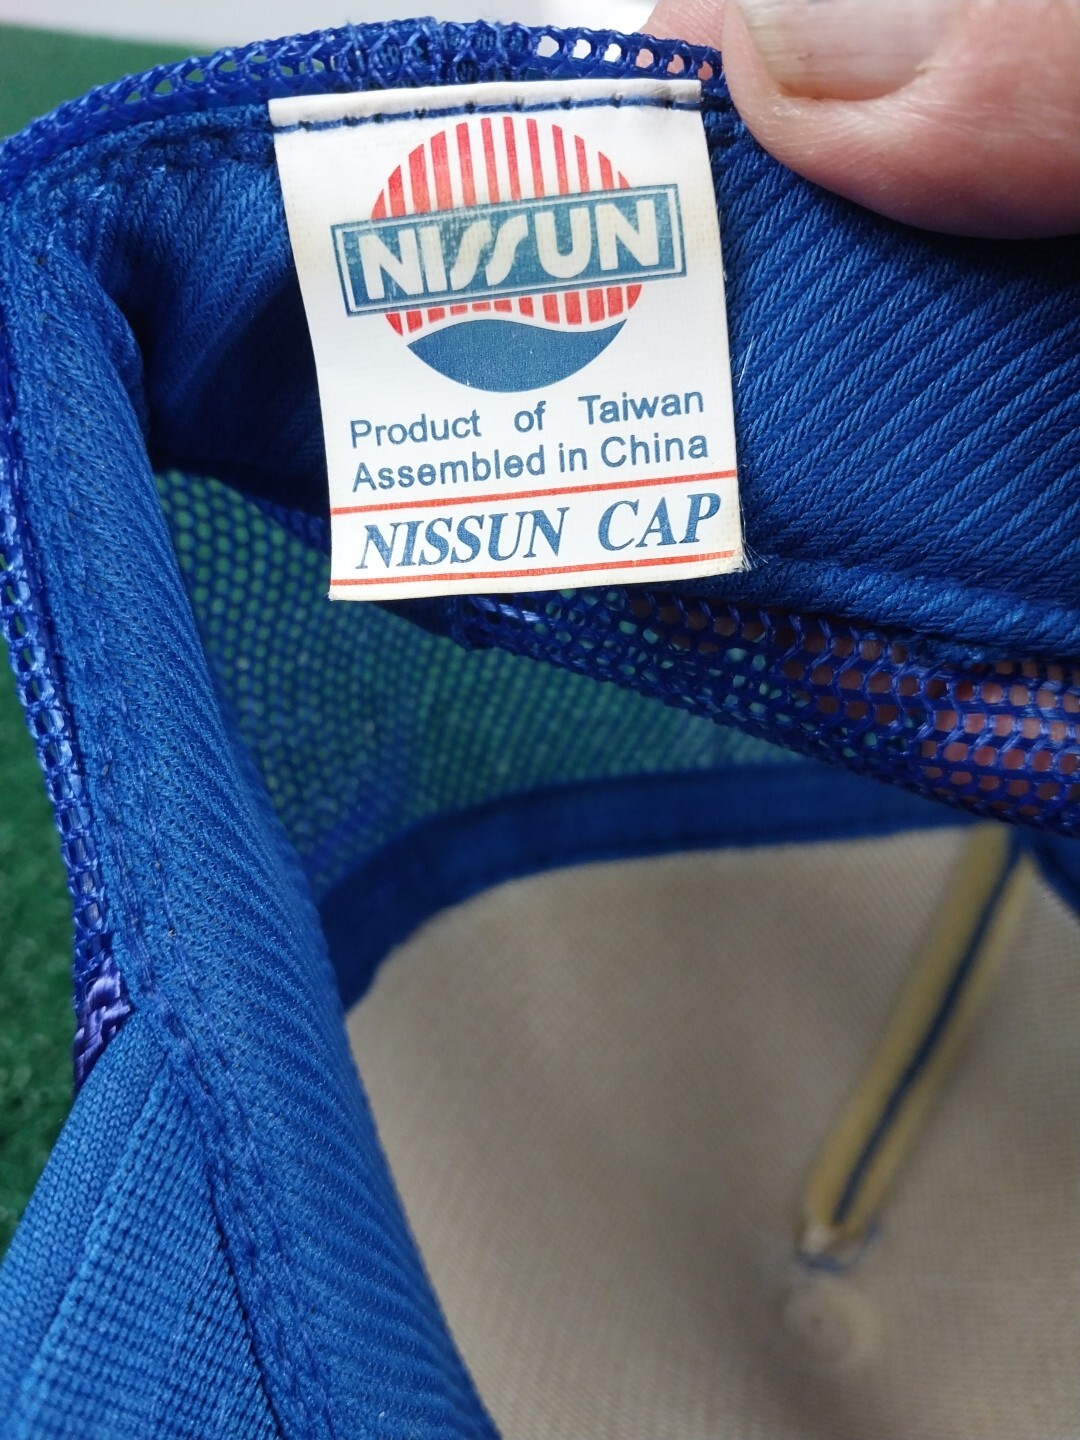 NISSUN
Product of Taiwan
Assembled in China
NISSUN CAP